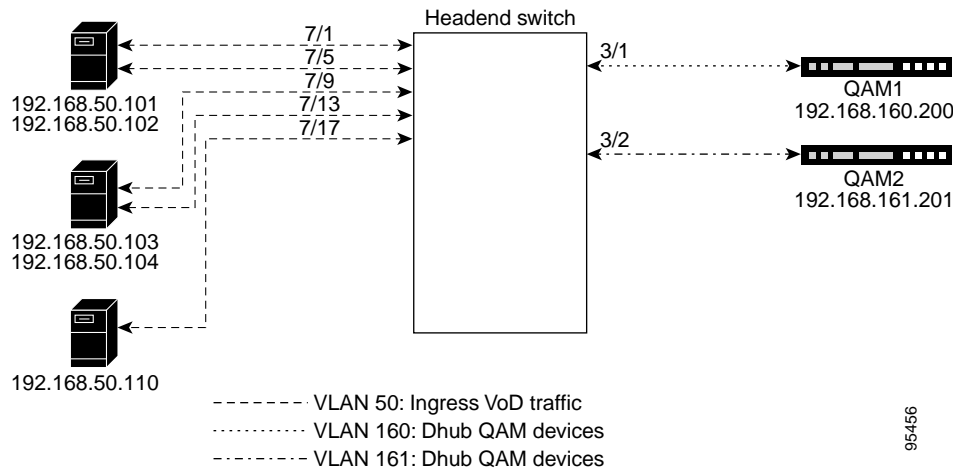 Headend switch
7/1
7/5
7/9
7/13
7/17
3/1
3/2
192.168.50.101
192.168.50.102
192.168.50.103
192.168.50.104
192.168.50.110
QAM1
192.168.160.200
QAM2
192.168.161.201
VLAN 50: Ingress VoD traffic
VLAN 160: Dhub QAM devices
VLAN 161: Dhub QAM devices
95456